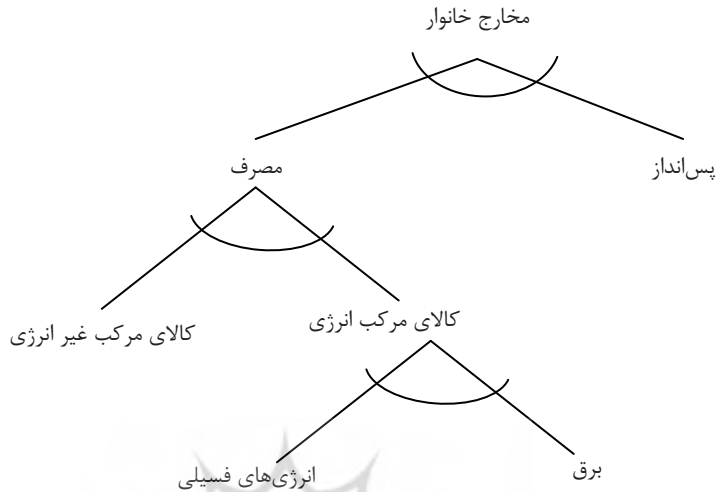 مخارج خانوار
مصرف
پس‌انداز
کالای مرکب انرژی
کالای مرکب غیر انرژی
برق
انرژی‌های فسیلی